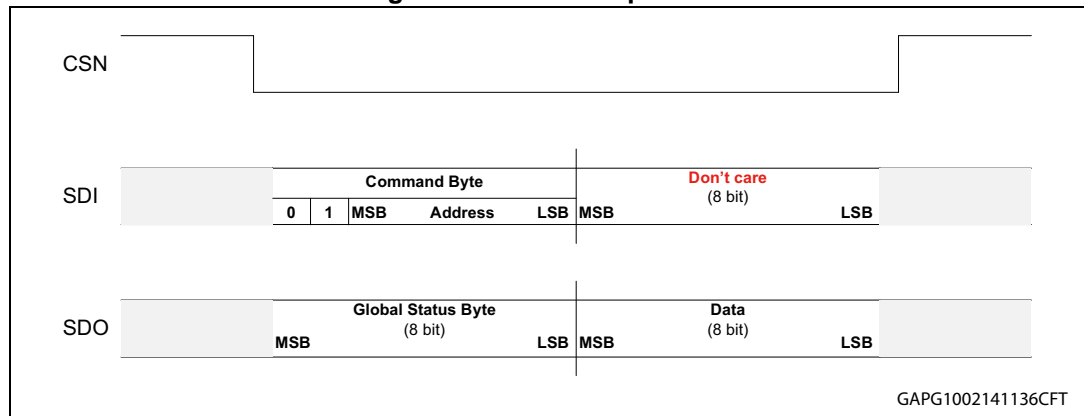 CSN
SDI
Command Byte
0 1 MSB Address LSB
Don't care
(8 bit)
MSB LSB
SDO
Global Status Byte
(8 bit)
MSB LSB
Data
(8 bit)
MSB LSB
GAPG1002141136CFT